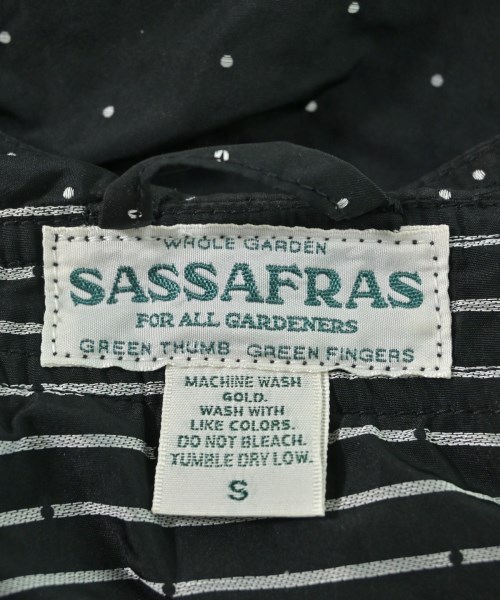 WHOLE GARDEN
SASSAFRAS
FOR ALL GARDENERS
GREEN THUMB GREEN FINGERS
MACHINE WASH
GOLD.
WASH WITH
LIKE COLORS.
DO NOT BLEACH.
TUMBLE DRY LOW.
S